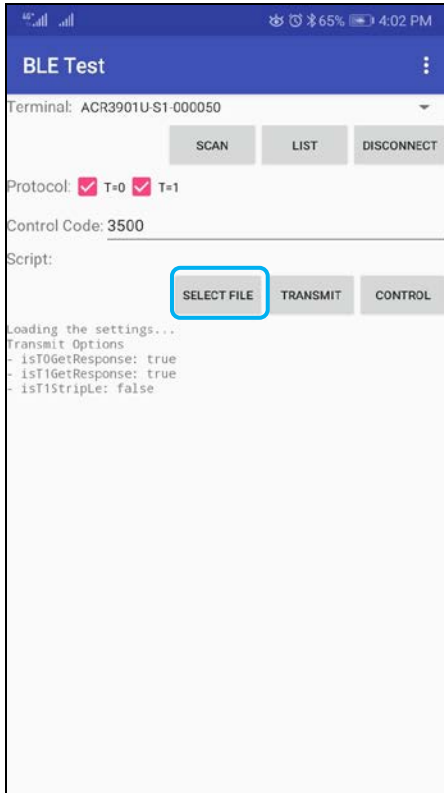 65% 4:02 PM
BLE Test
Terminal: ACR3901U-S1-000050
SCAN LIST DISCONNECT
Protocol: T=0 T=1
Control Code: 3500
Script:
SELECT FILE TRANSMIT CONTROL
Loading the settings...
Transmit Options
- isT0GetResponse: true
- isT1GetResponse: true
- isT1StripLe: false